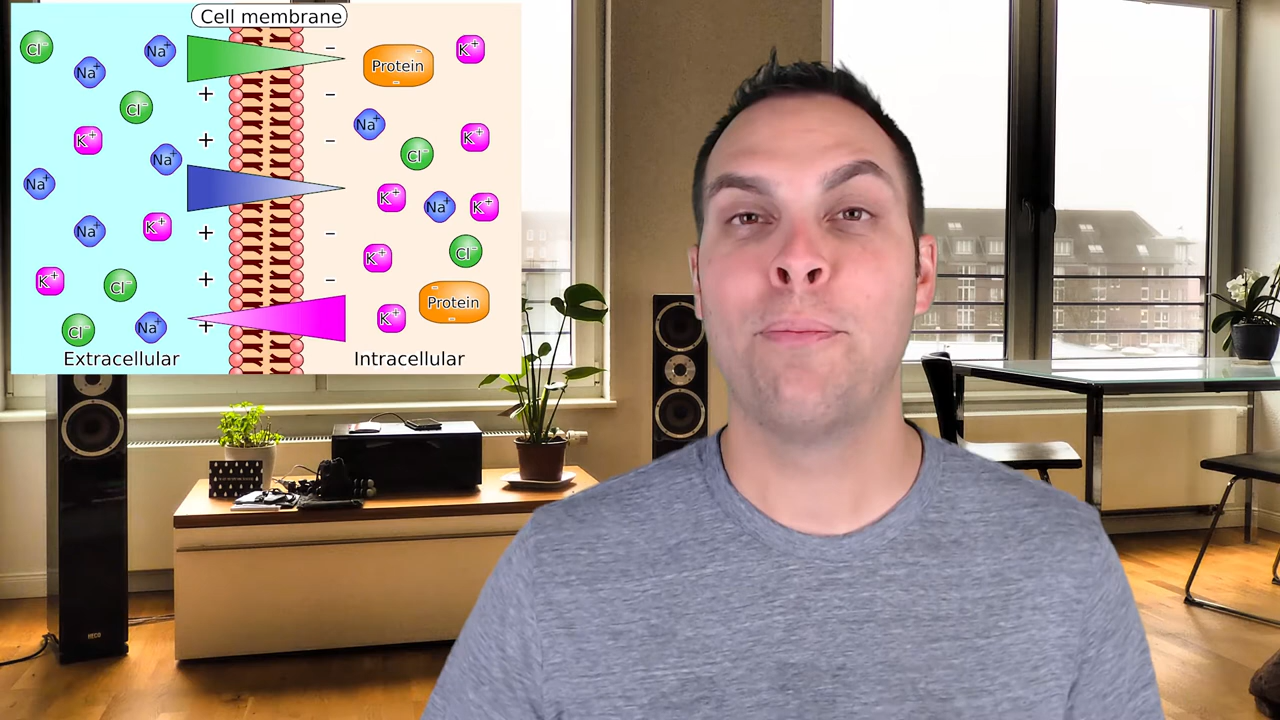 Cell membrane
Cl⁻
Na⁺
Na⁺
Cl⁻
K⁺
Na⁺
Na⁺
Na⁺
K⁺
K⁺
Cl⁻
Cl⁻
Na⁺
+
+
+
+
+
−
−
−
−
−
Protein
− −
K⁺
Na⁺
K⁺
Cl⁻
K⁺
Na⁺
K⁺
K⁺
Cl⁻
K⁺
Protein
− −
Extracellular
Intracellular
HECO